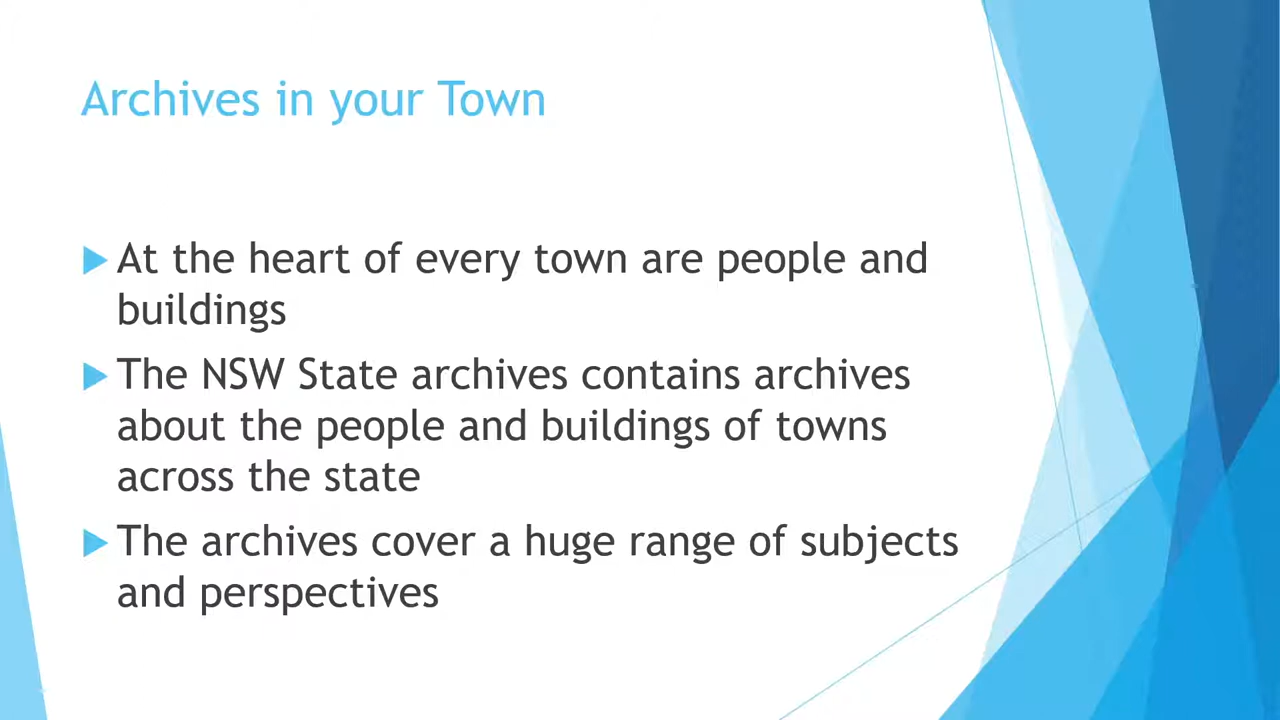 Archives in your Town
At the heart of every town are people and
buildings
The NSW State archives contains archives
about the people and buildings of towns
across the state
The archives cover a huge range of subjects
and perspectives